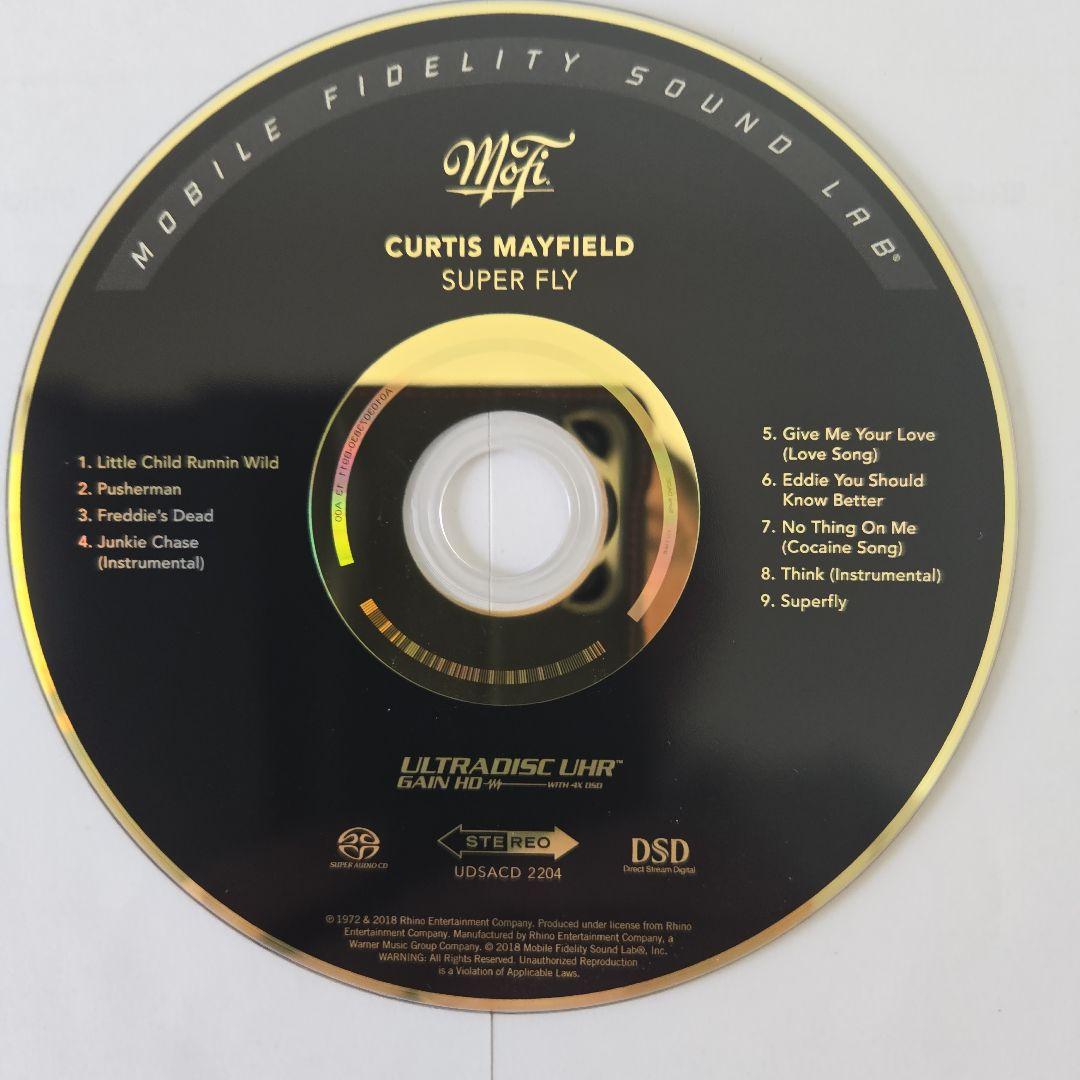 MOBILE FIDELITY SOUND LAB®
MoFi
CURTIS MAYFIELD
SUPER FLY
1. Little Child Runnin Wild
2. Pusherman
3. Freddie's Dead
4. Junkie Chase
(Instrumental)
5. Give Me Your Love
(Love Song)
6. Eddie You Should
Know Better
7. No Thing On Me
(Cocaine Song)
8. Think (Instrumental)
9. Superfly
ULTRADISC UHR™
GAIN HD WITH 4X DSD
SUPER AUDIO CD
STEREO
DSD
Direct Stream Digital
UDSACD 2204
℗ 1972 & 2018 Rhino Entertainment Company. Produced under license from Rhino
Entertainment Company. Manufactured by Rhino Entertainment Company, a
Warner Music Group Company. © 2018 Mobile Fidelity Sound Lab®, Inc.
WARNING: All Rights Reserved. Unauthorized Reproduction
is a Violation of Applicable Laws.